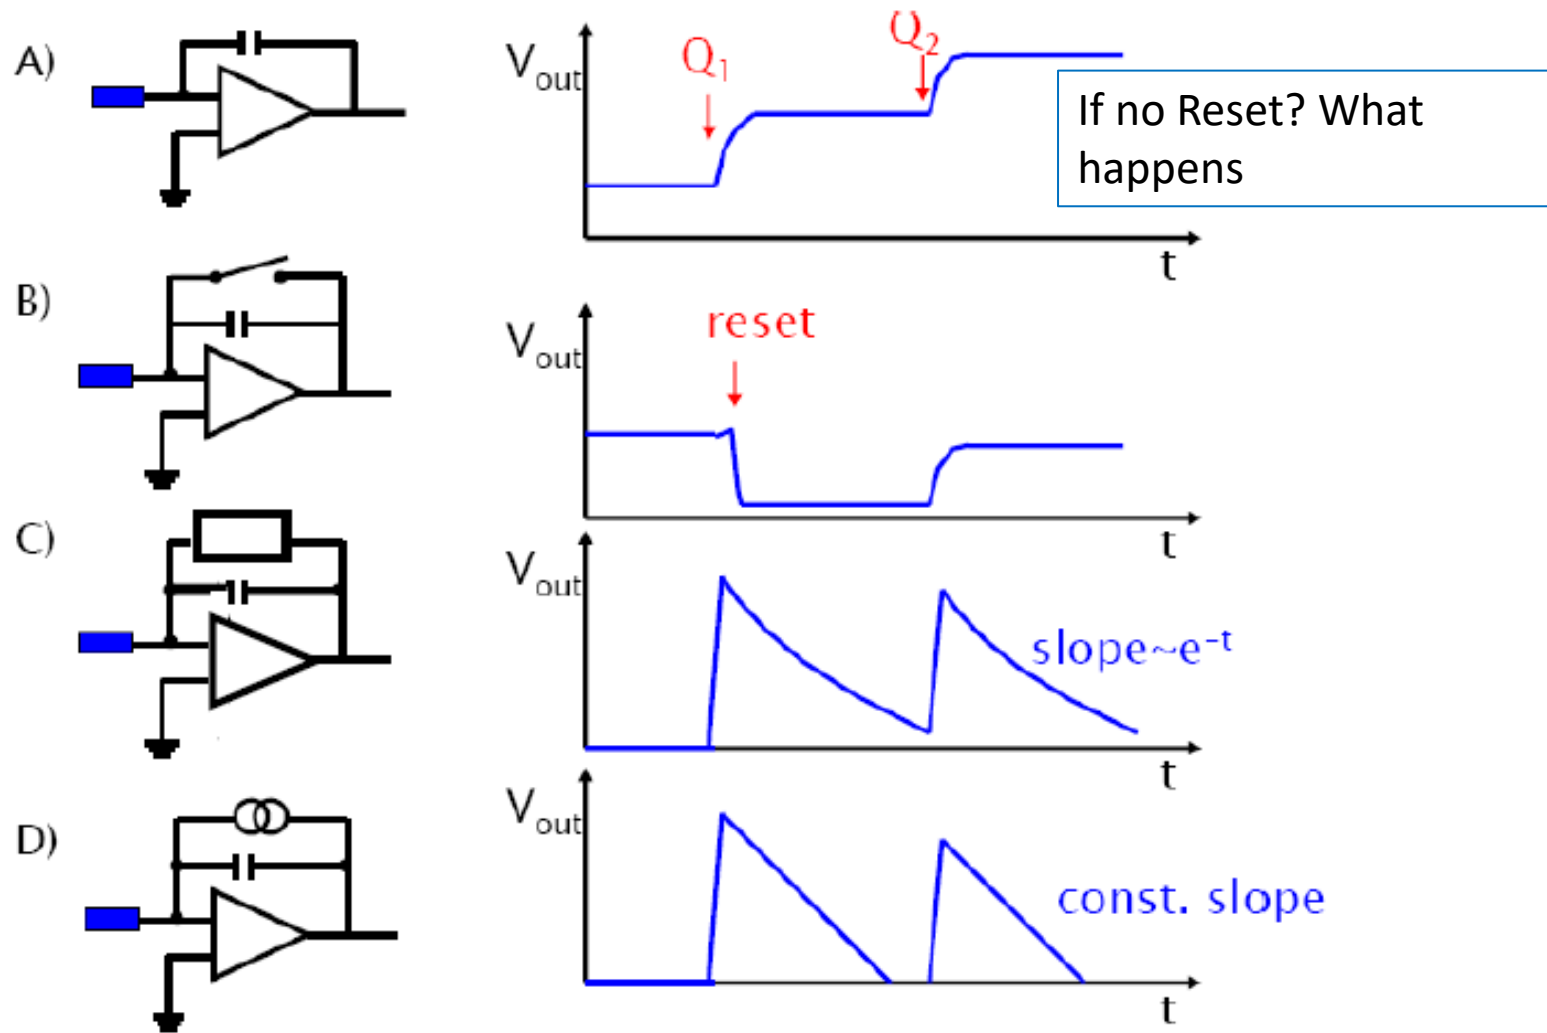 A)
V_out
Q_1
Q_2
If no Reset? What
happens
t
B)
V_out
reset
t
C)
V_out
slope~e^-t
t
D)
V_out
const. slope
t